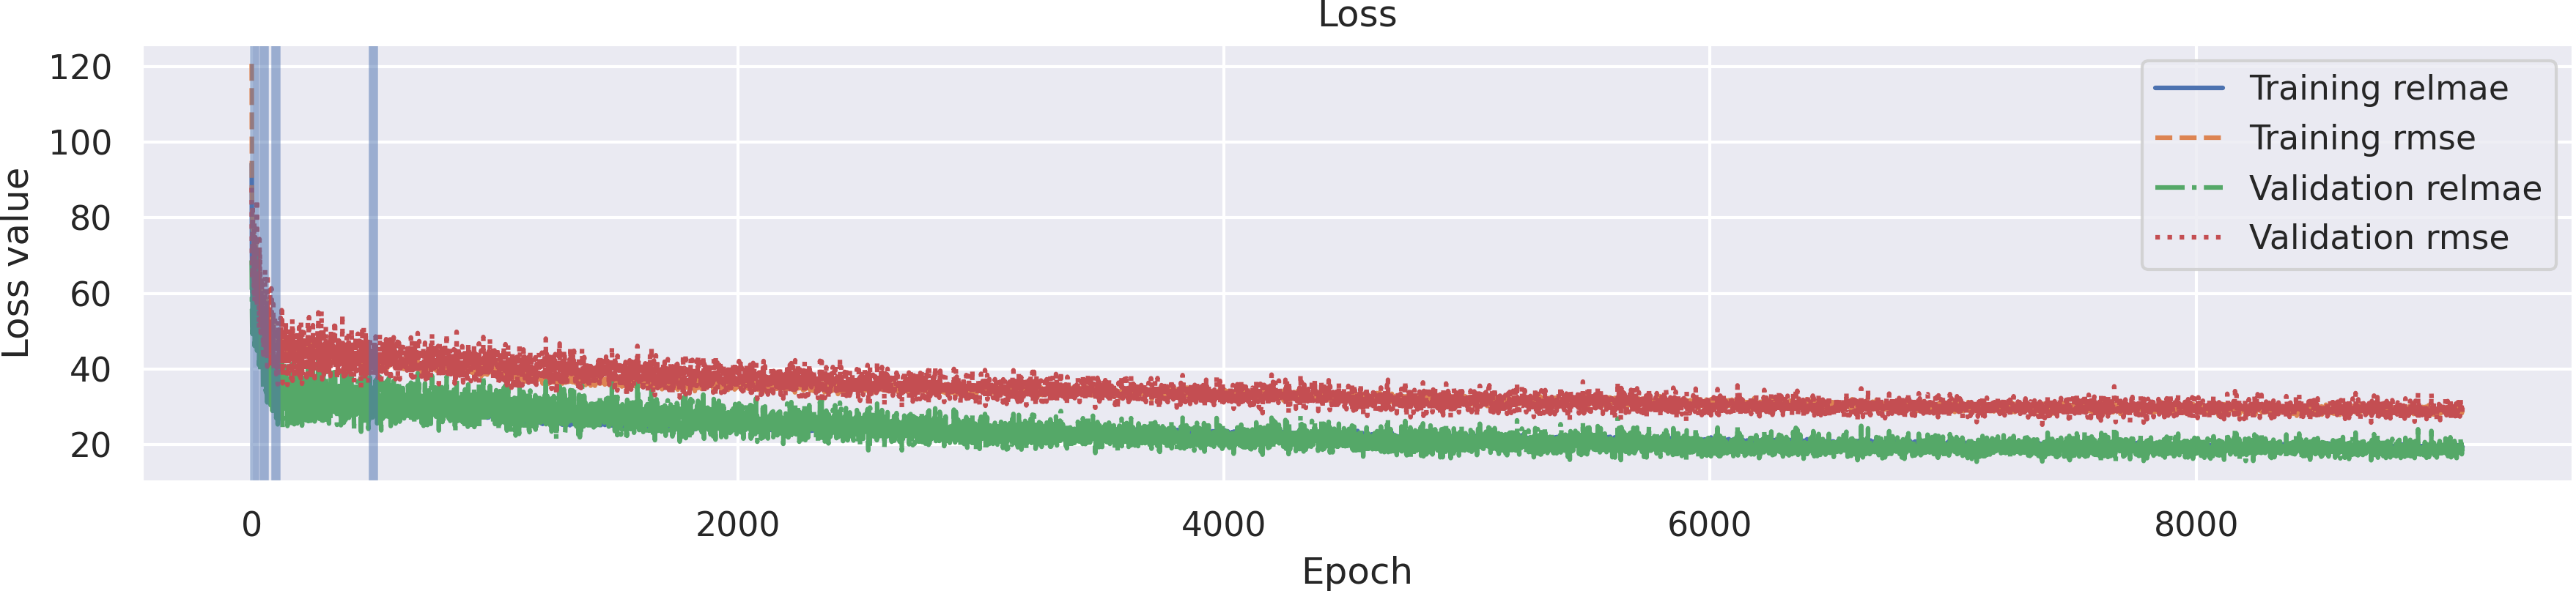 Loss
120
100
80
60
40
20
Loss value
0 2000 4000 6000 8000
Epoch
Training relmae
Training rmse
Validation relmae
Validation rmse